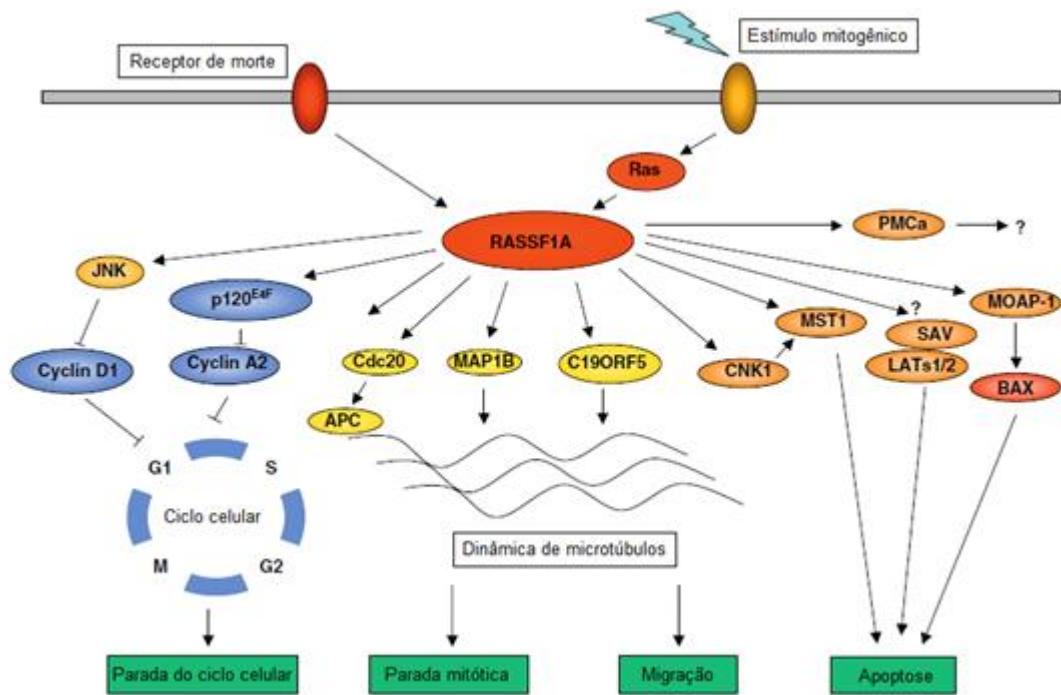 Estímulo mitogênico
Receptor de morte
Ras
RASSF1A
PMCa
?
JNK
p120E4F
MOAP-1
?
MST1
SAV
Cyclin D1
Cyclin A2
Cdc20
MAP1B
C19ORF5
CNK1
LATs1/2
BAX
APC
G1
S
Ciclo celular
M
G2
Dinâmica de microtúbulos
Parada do ciclo celular
Parada mitótica
Migração
Apoptose